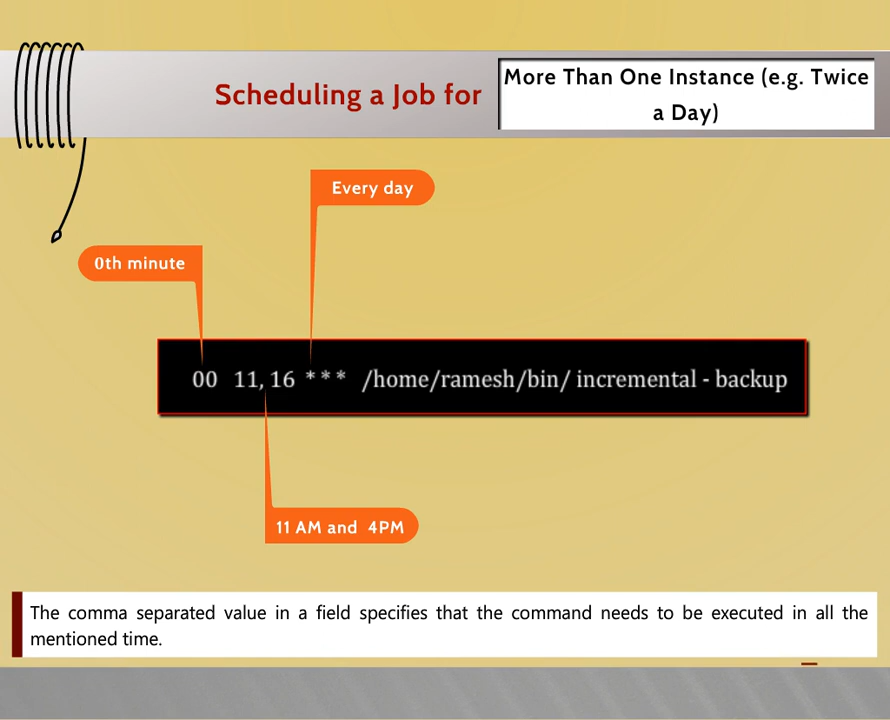 Scheduling a Job for
More Than One Instance (e.g. Twice
a Day)
Every day
0th minute
00 11, 16 * * * /home/ramesh/bin/ incremental - backup
11 AM and 4PM
The comma separated value in a field specifies that the command needs to be executed in all the
mentioned time.